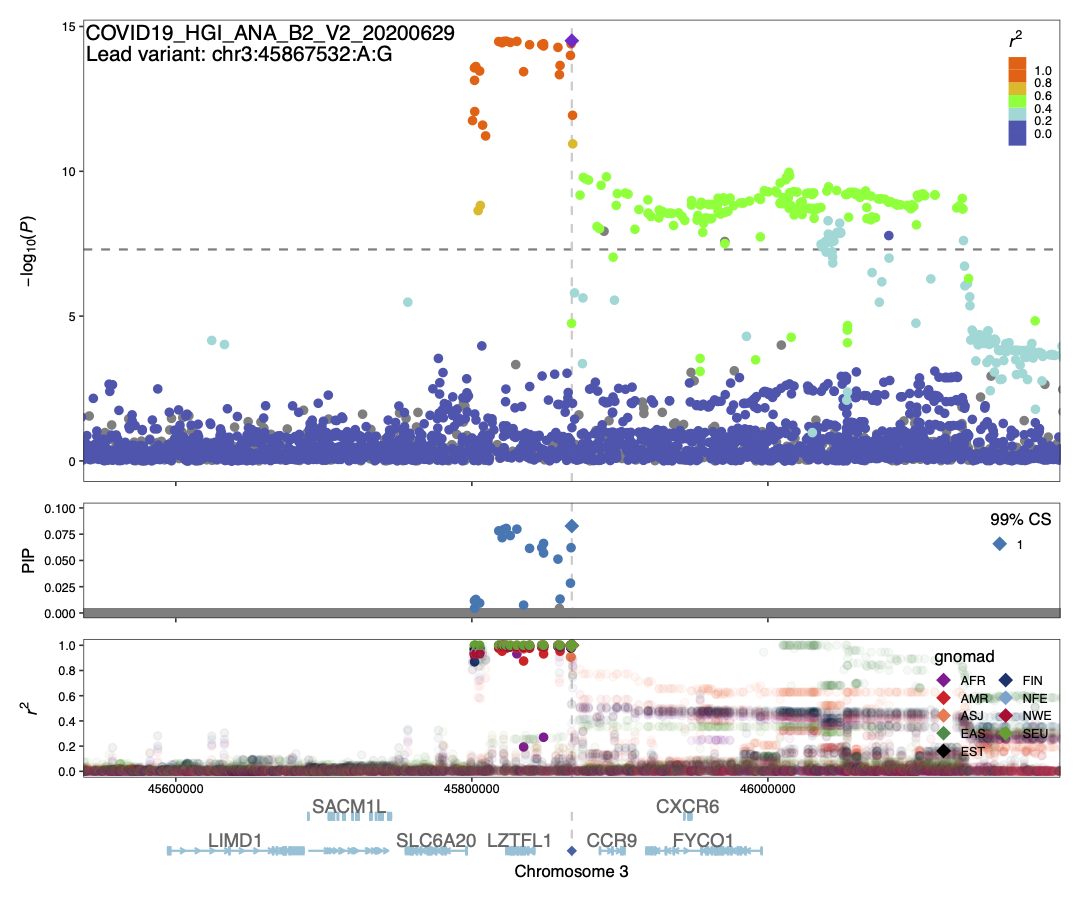 COVID19_HGI_ANA_B2_V2_20200629
Lead variant: chr3:45867532:A:G
r²
1.0
0.8
0.6
0.4
0.2
0.0
15
10
5
0
−log10(P)
99% CS
1
0.100
0.075
0.050
0.025
0.000
PIP
gnomad
AFR FIN
AMR NFE
ASJ NWE
EAS SEU
EST
1.0
0.8
0.6
0.4
0.2
0.0
r²
45600000 45800000 46000000
SACM1L CXCR6
LIMD1 SLC6A20 LZTFL1 CCR9 FYCO1
Chromosome 3